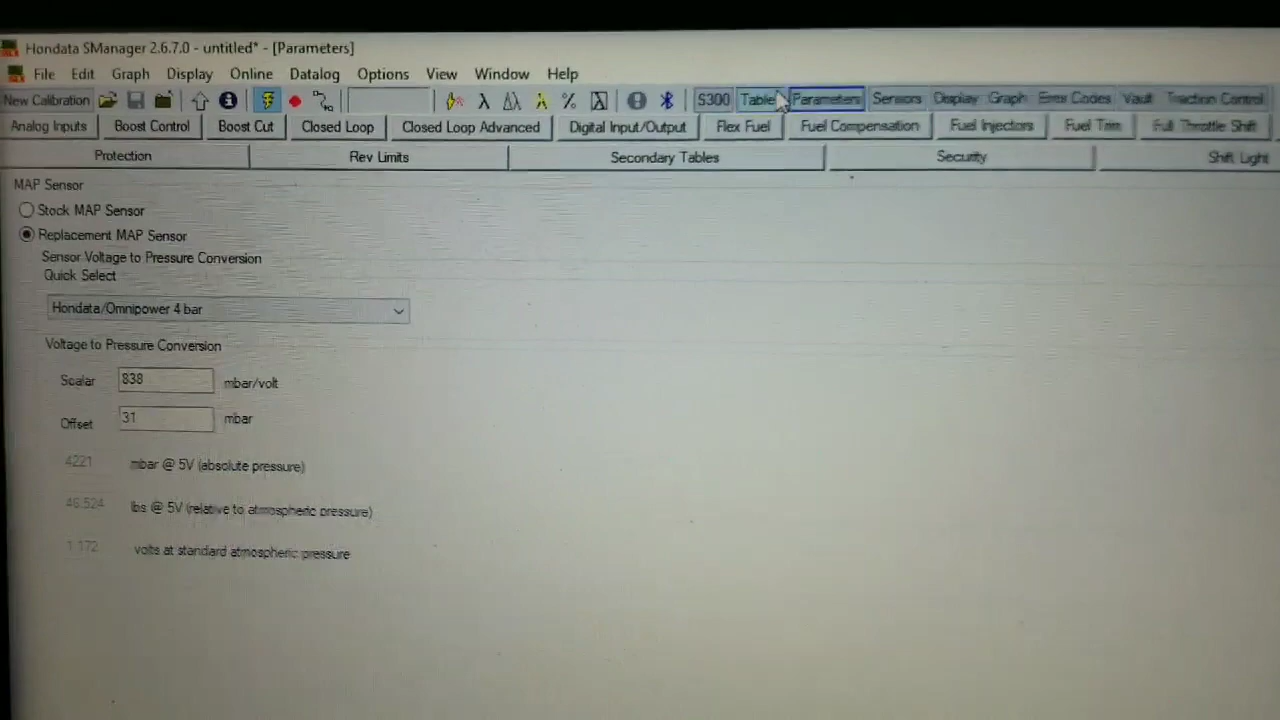 Hondata SManager 2.6.7.0 - untitled* - [Parameters]
File Edit Graph Display Online Datalog Options View Window Help
New Calibration S300 Table Parameters Sensors Display Graph Error Codes Vault Traction Control
Analog Inputs Boost Control Boost Cut Closed Loop Closed Loop Advanced Digital Input/Output Flex Fuel Fuel Compensation Fuel Injectors Fuel Trim Full Throttle Shift
Protection Rev Limits Secondary Tables Security Shift Light
MAP Sensor
Stock MAP Sensor
Replacement MAP Sensor
Sensor Voltage to Pressure Conversion
Quick Select
Hondata/Omnipower 4 bar
Voltage to Pressure Conversion
Scalar 838 mbar/volt
Offset 31 mbar
4221 mbar @ 5V (absolute pressure)
46.524 lbs @ 5V (relative to atmospheric pressure)
1.172 volts at standard atmospheric pressure